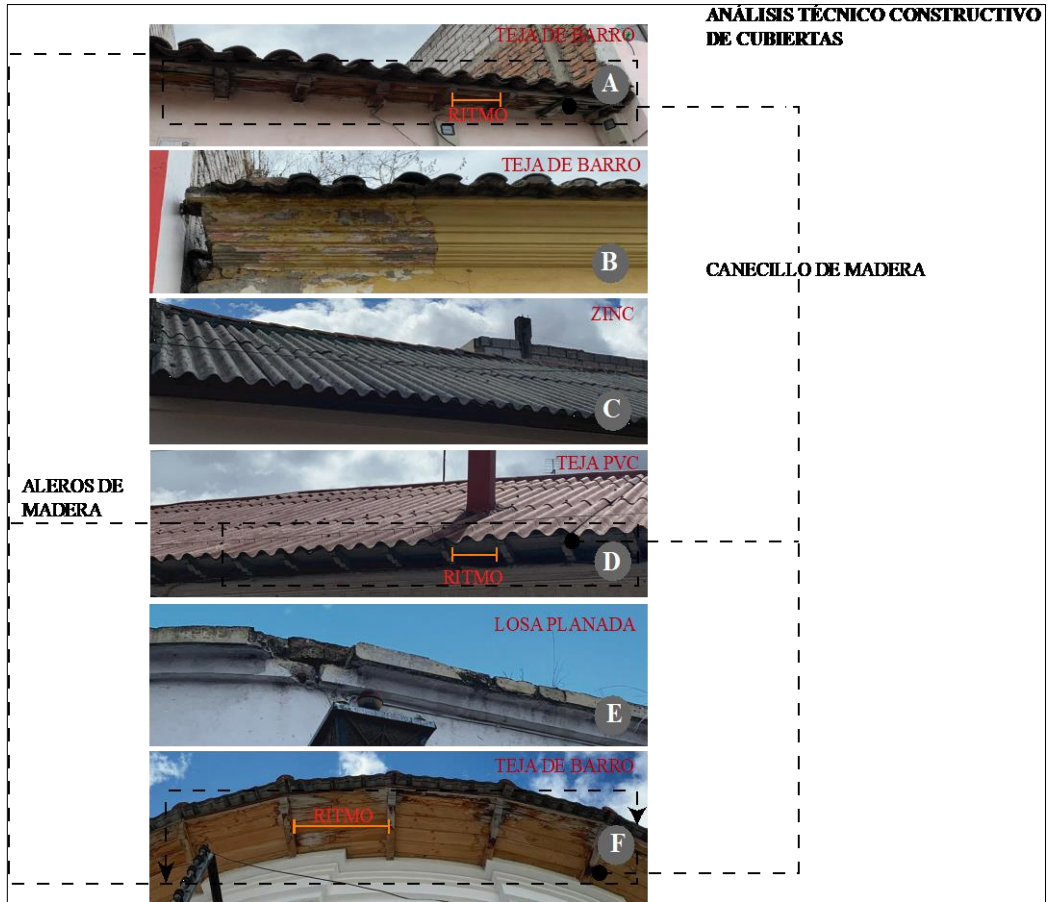 ANÁLISIS TÉCNICO CONSTRUCTIVO
DE CUBIERTAS
TEJA DE BARRO
A
RITMO
TEJA DE BARRO
B
CANECILLO DE MADERA
ZINC
C
TEJA PVC
ALEROS DE
MADERA
D
RITMO
LOSA PLANADA
E
TEJA DE BARRO
RITMO
F